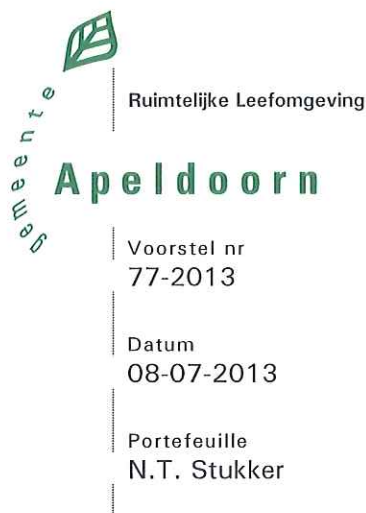 Ruimtelijke Leefomgeving
gemeente
Apeldoorn
Voorstel nr
77-2013
Datum
08-07-2013
Portefeuille
N.T. Stukker